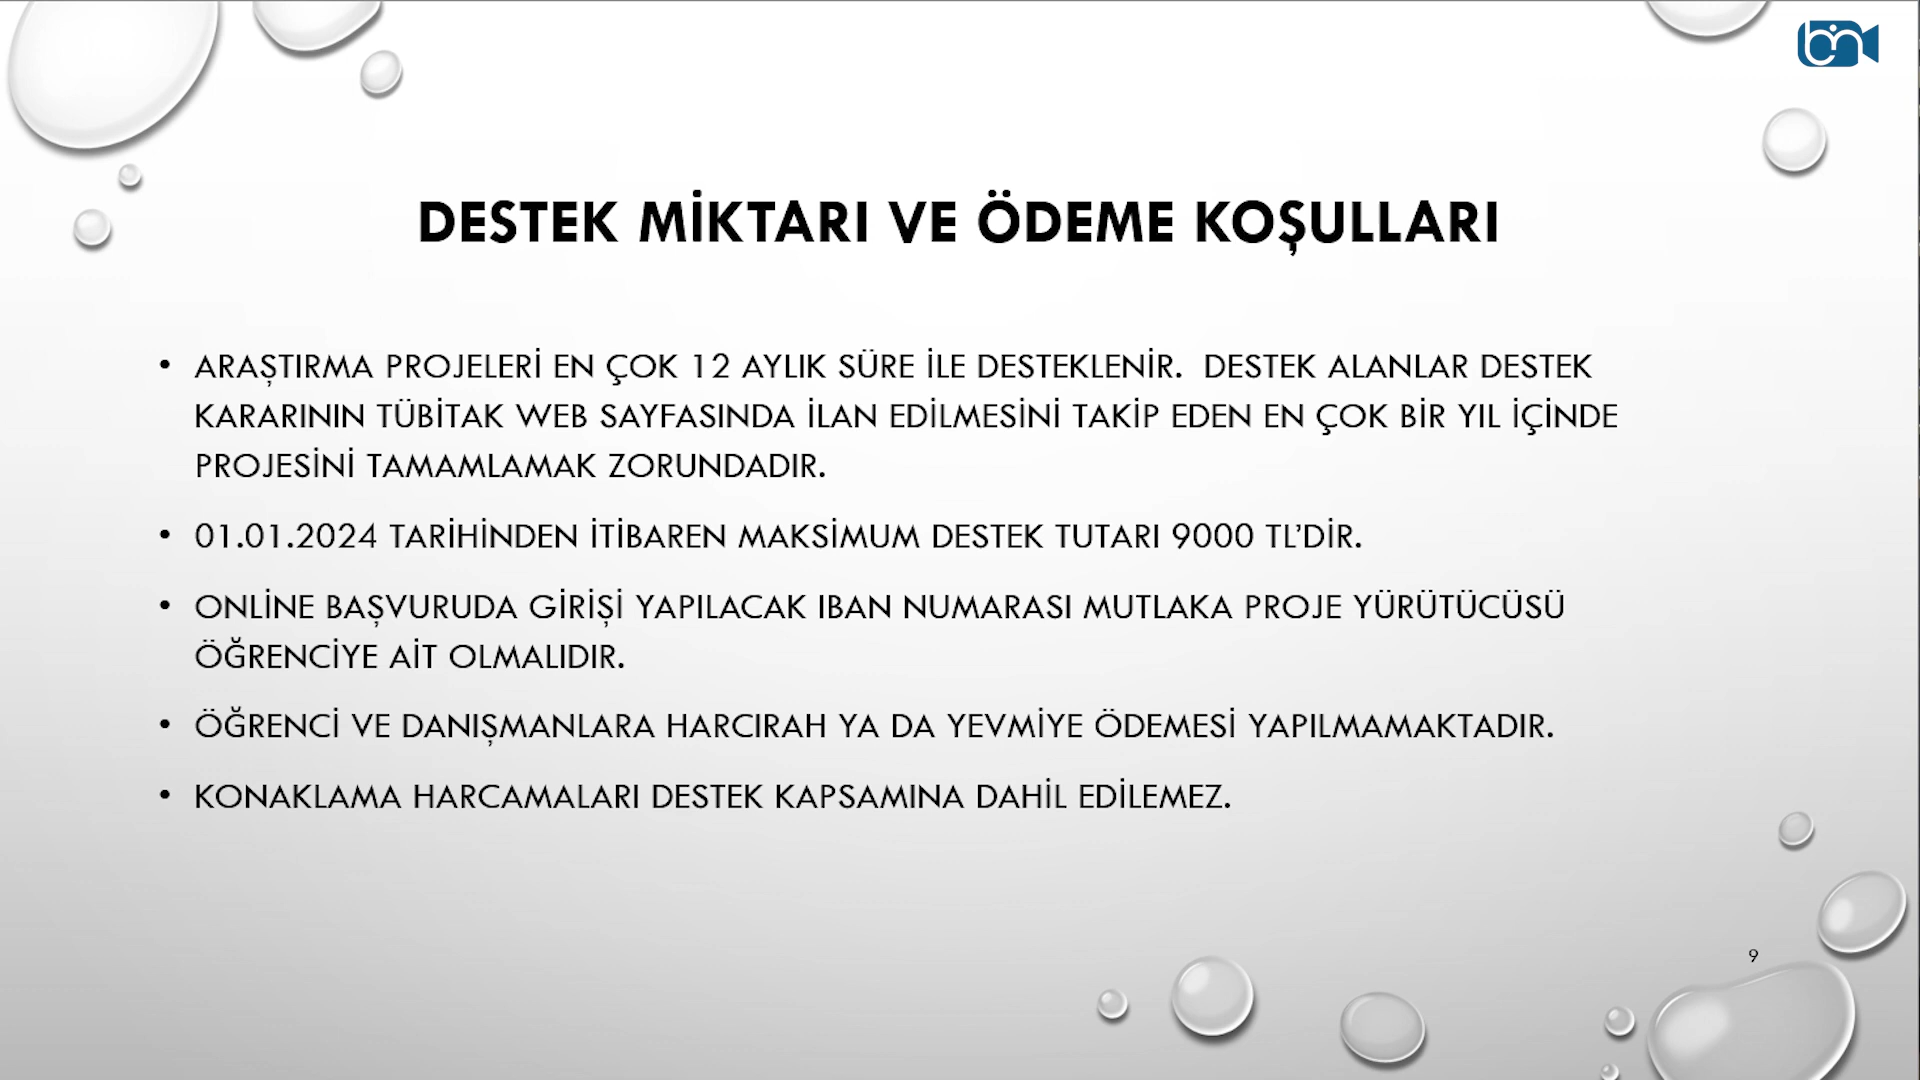 DESTEK MİKTARI VE ÖDEME KOŞULLARI
• ARAŞTIRMA PROJELERİ EN ÇOK 12 AYLIK SÜRE İLE DESTEKLENİR.  DESTEK ALANLAR DESTEK
KARARININ TÜBİTAK WEB SAYFASINDA İLAN EDİLMESİNİ TAKİP EDEN EN ÇOK BİR YIL İÇİNDE
PROJESİNİ TAMAMLAMAK ZORUNDADIR.
• 01.01.2024 TARİHİNDEN İTİBAREN MAKSİMUM DESTEK TUTARI 9000 TL’DİR.
• ONLİNE BAŞVURUDA GİRİŞİ YAPILACAK IBAN NUMARASI MUTLAKA PROJE YÜRÜTÜCÜSÜ
ÖĞRENCİYE AİT OLMALIDIR.
• ÖĞRENCİ VE DANIŞMANLARA HARCIRAH YA DA YEVMİYE ÖDEMESİ YAPILMAMAKTADIR.
• KONAKLAMA HARCAMALARI DESTEK KAPSAMINA DAHİL EDİLEMEZ.
9